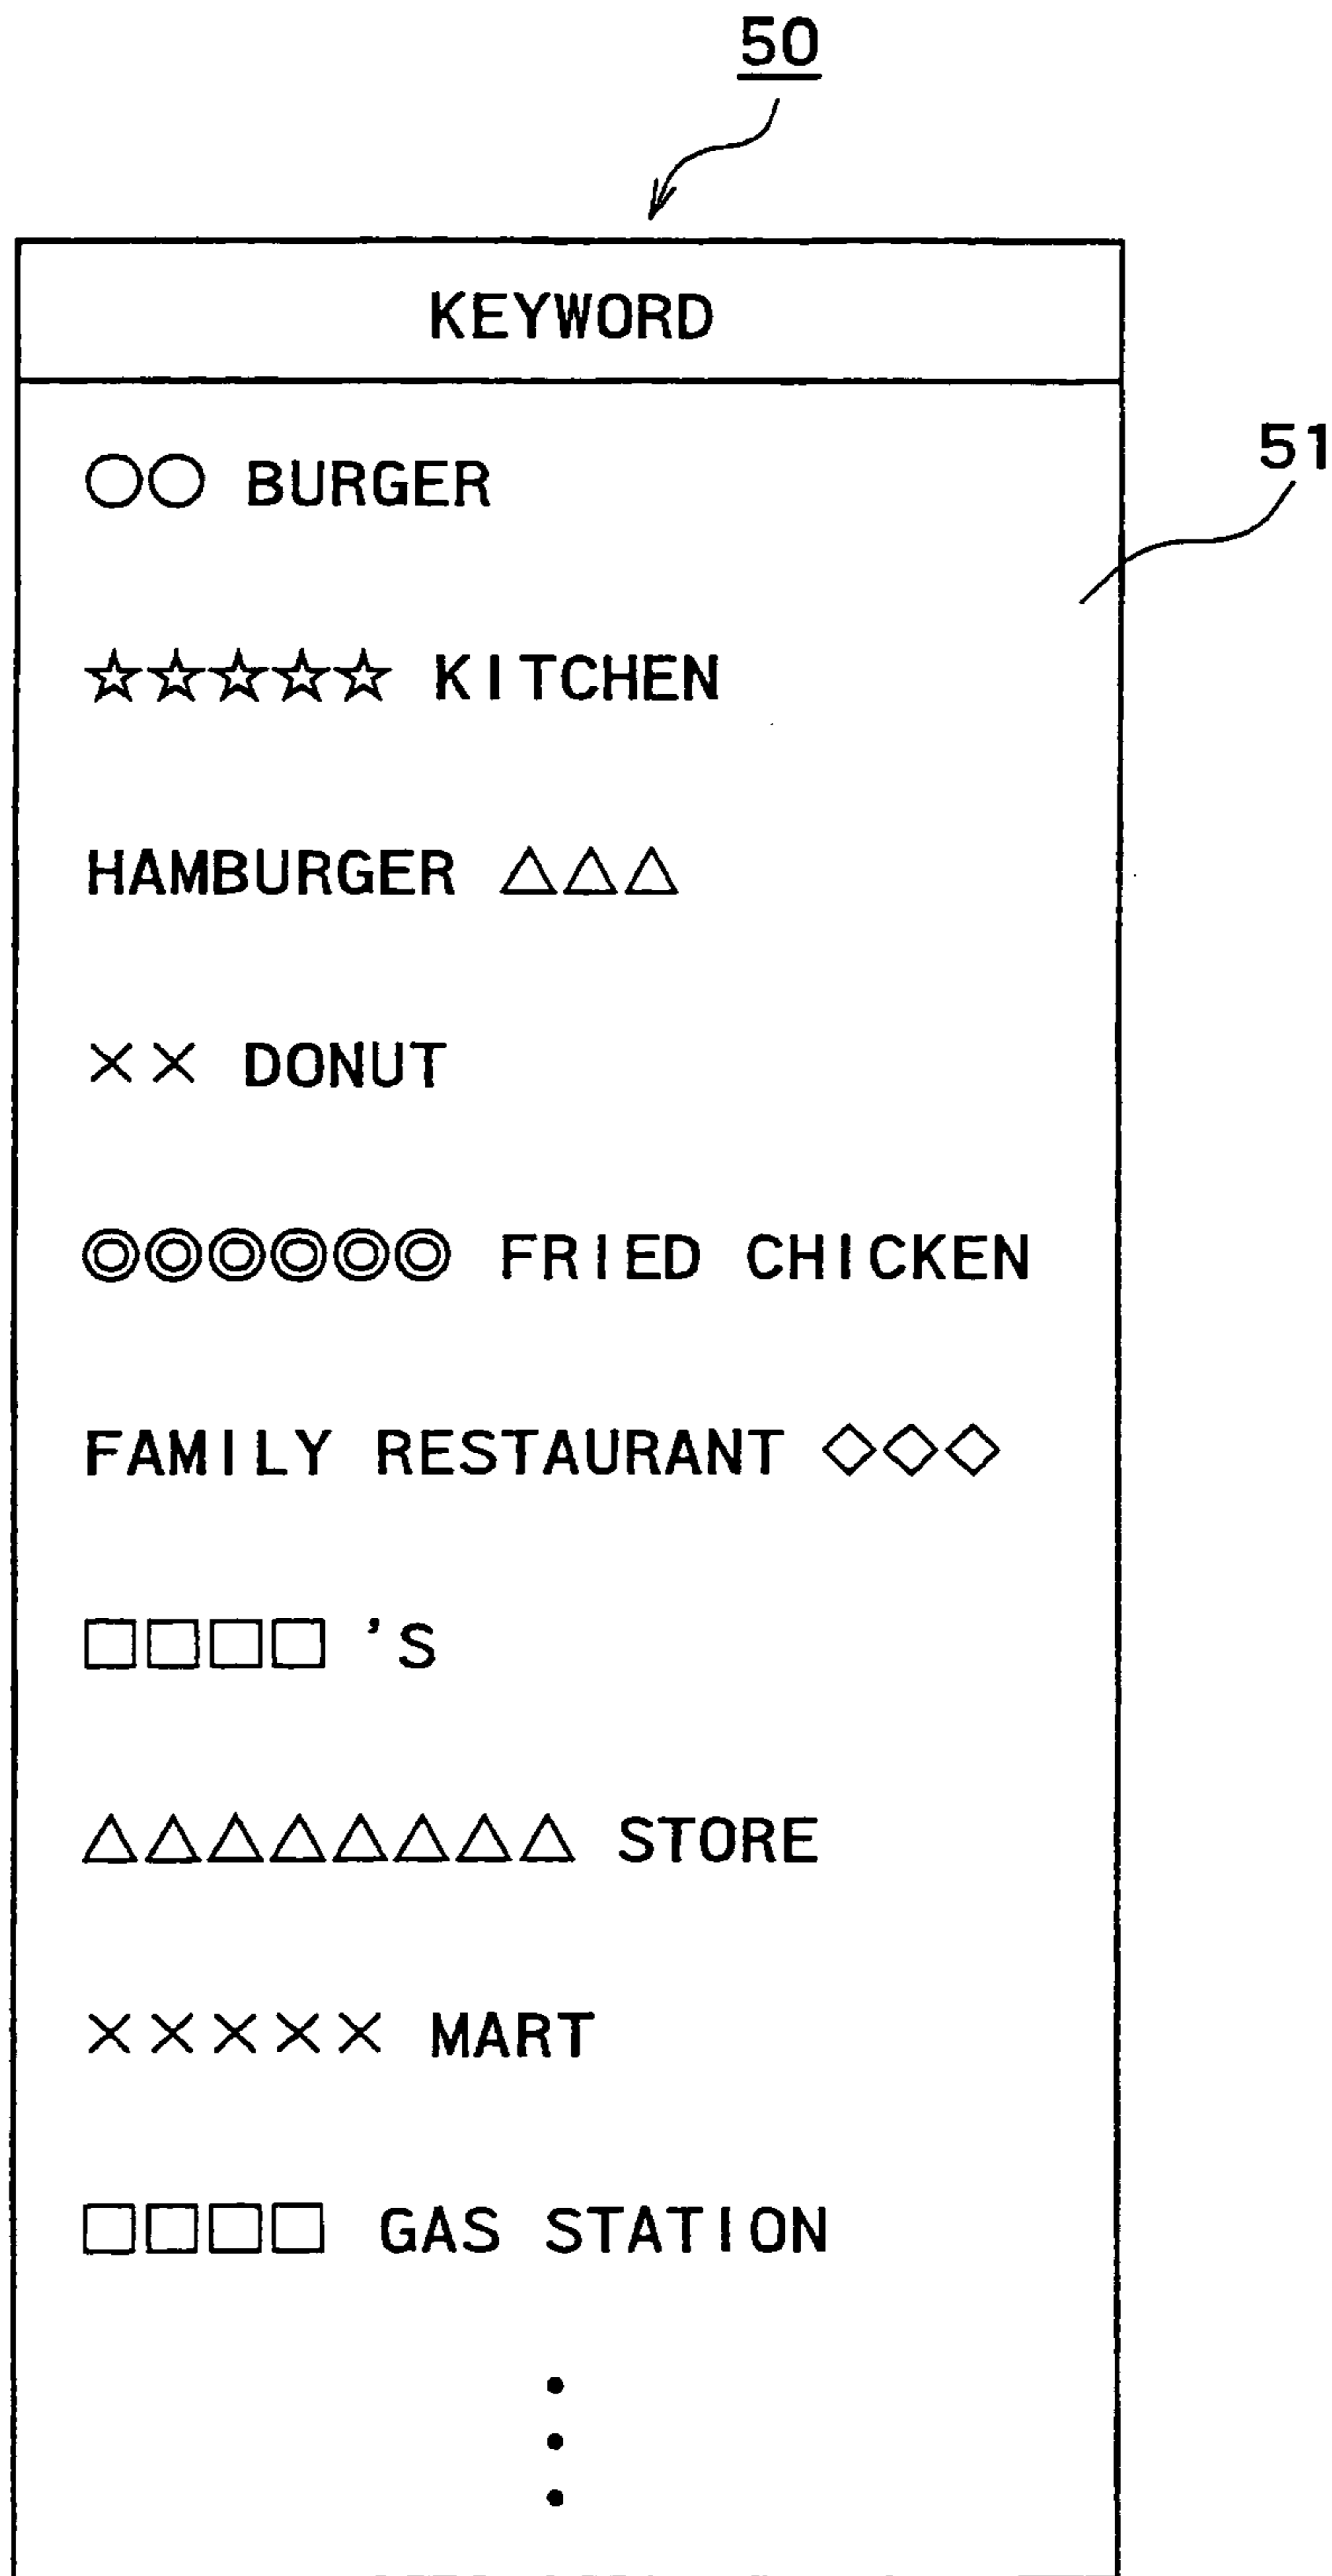 50
KEYWORD
51
○○ BURGER
☆☆☆☆☆ KITCHEN
HAMBURGER △△△
×× DONUT
◎◎◎◎◎◎ FRIED CHICKEN
FAMILY RESTAURANT ◇◇◇
□□□□ 'S
△△△△△△△△ STORE
××××× MART
□□□□ GAS STATION